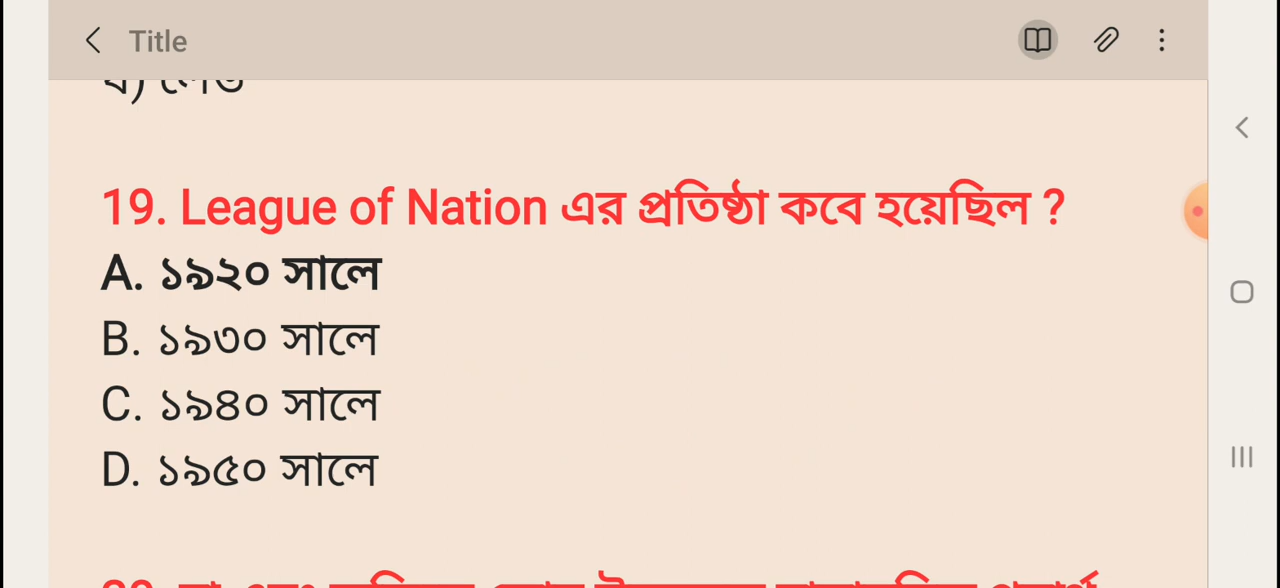 Title
19. League of Nation এর প্রতিষ্ঠা কবে হয়েছিল ?
A. ১৯২০ সালে
B. ১৯৩০ সালে
C. ১৯৪০ সালে
D. ১৯৫০ সালে